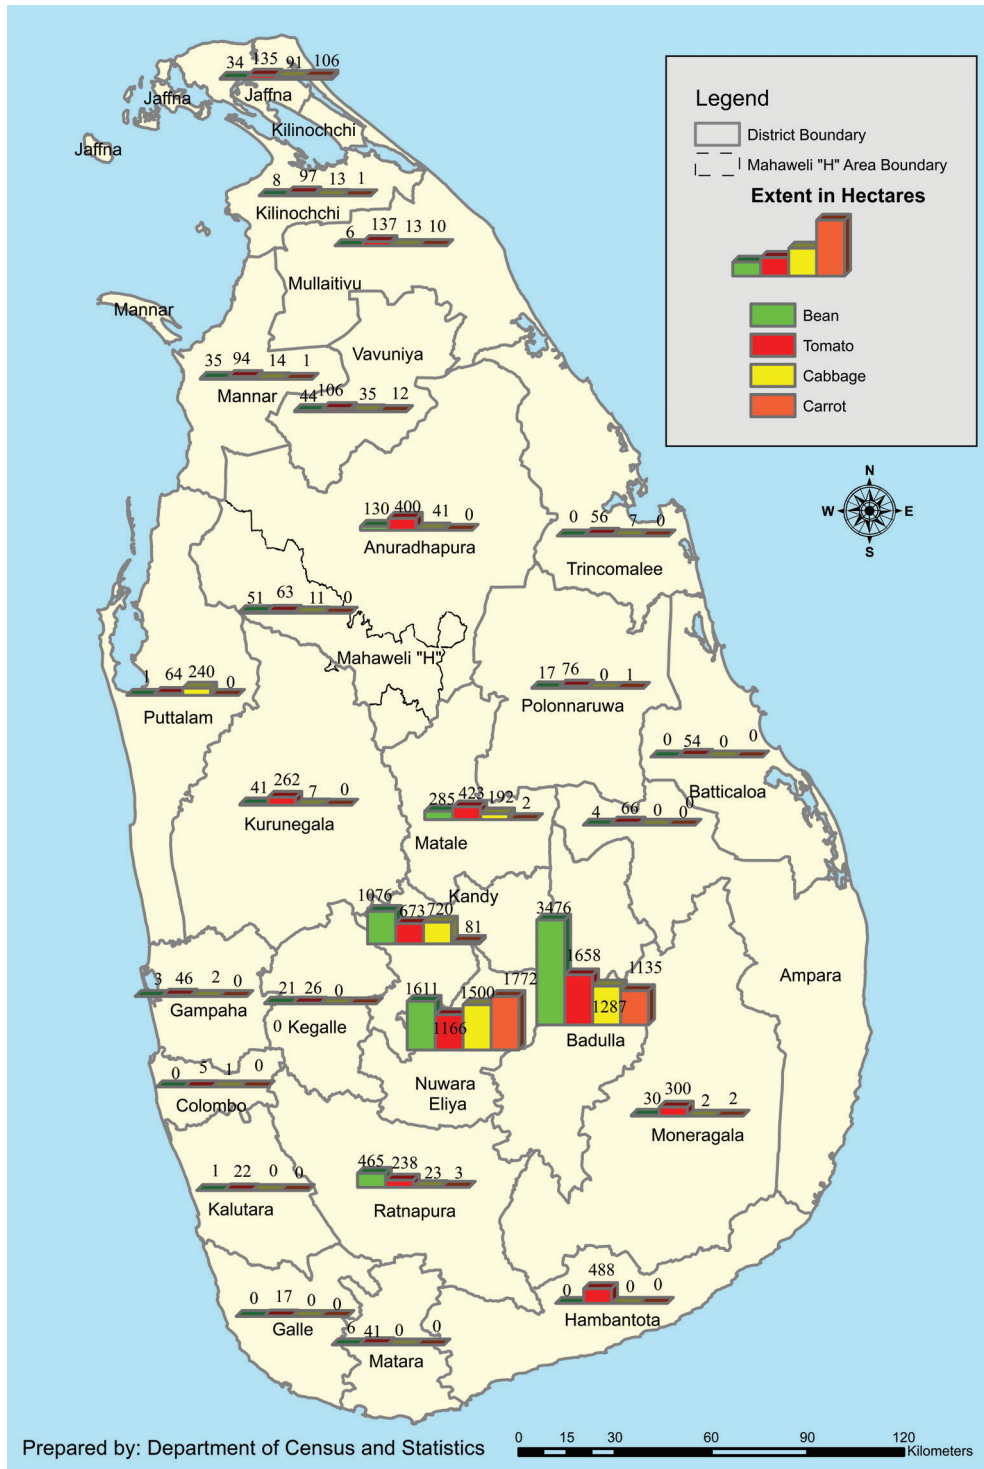 34 135 91 106
Jaffna
Jaffna
Kilinochchi
Jaffna
8 97 13 1
Kilinochchi
6 137 13 10
Mullaitivu
Mannar
Vavuniya
35 94 14 1
Mannar
44 106 35 12
130 400 41 0
Anuradhapura
0 56 7 0
Trincomalee
51 63 11 0
Mahaweli "H"
1 64 240 0
Puttalam
17 76 0 1
Polonnaruwa
0 54 0 0
Batticaloa
41 262 7 0
Kurunegala
285 423 192 2
Matale
4 66 0 0
Kandy
1076 673 720 81
3476 1658 1287 1135
Badulla
Ampara
3 46 2 0
Gampaha
21 26 0
0 Kegalle
1611 1166 1500 1772
Nuwara
Eliya
0 5 1 0
Colombo
30 300 2 2
Moneragala
1 22 0 0
Kalutara
465 238 23 3
Ratnapura
0 488 0 0
Hambantota
0 17 0 0
Galle
6 41 0 0
Matara
Legend
District Boundary
Mahaweli "H" Area Boundary
Extent in Hectares
Bean
Tomato
Cabbage
Carrot
N
W E
S
Prepared by: Department of Census and Statistics
0 15 30 60 90 120
Kilometers